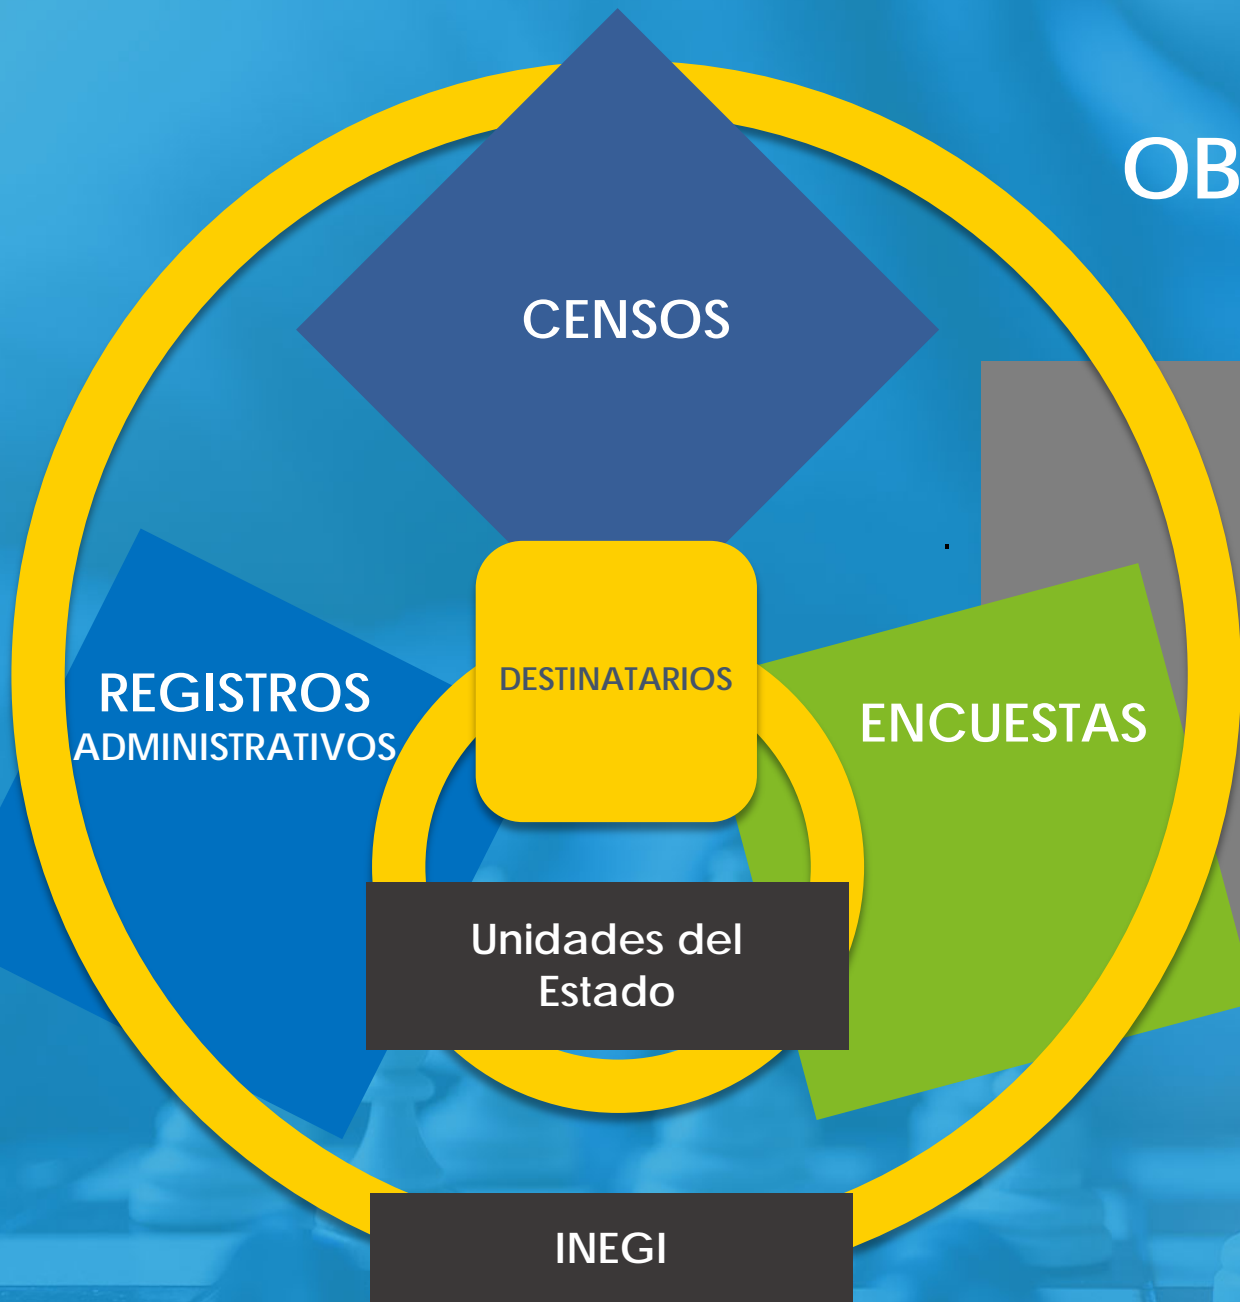 OB
CENSOS
DESTINATARIOS
REGISTROS
ADMINISTRATIVOS
ENCUESTAS
Unidades del
Estado
INEGI